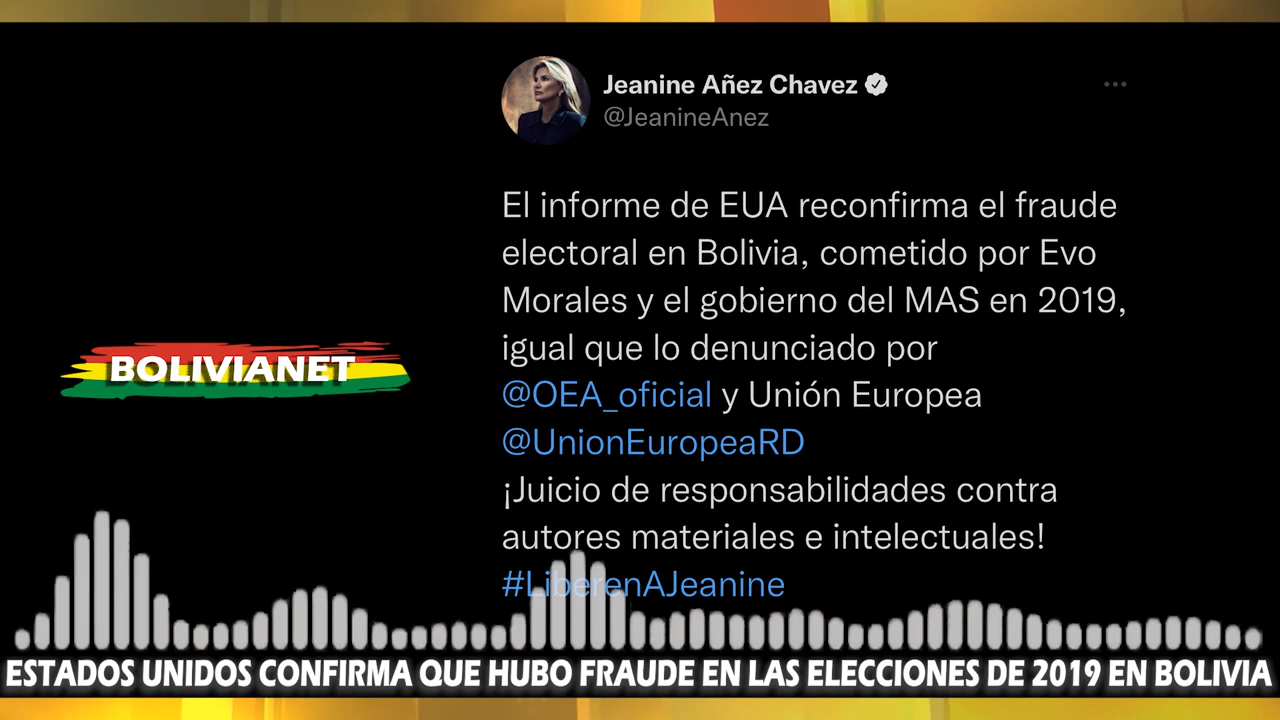 Jeanine Añez Chavez
@JeanineAnez
El informe de EUA reconfirma el fraude
electoral en Bolivia, cometido por Evo
Morales y el gobierno del MAS en 2019,
igual que lo denunciado por
@OEA_oficial y Unión Europea
@UnionEuropeaRD
¡Juicio de responsabilidades contra
autores materiales e intelectuales!
#LiberenAJeanine
BOLIVIANET
ESTADOS UNIDOS CONFIRMA QUE HUBO FRAUDE EN LAS ELECCIONES DE 2019 EN BOLIVIA